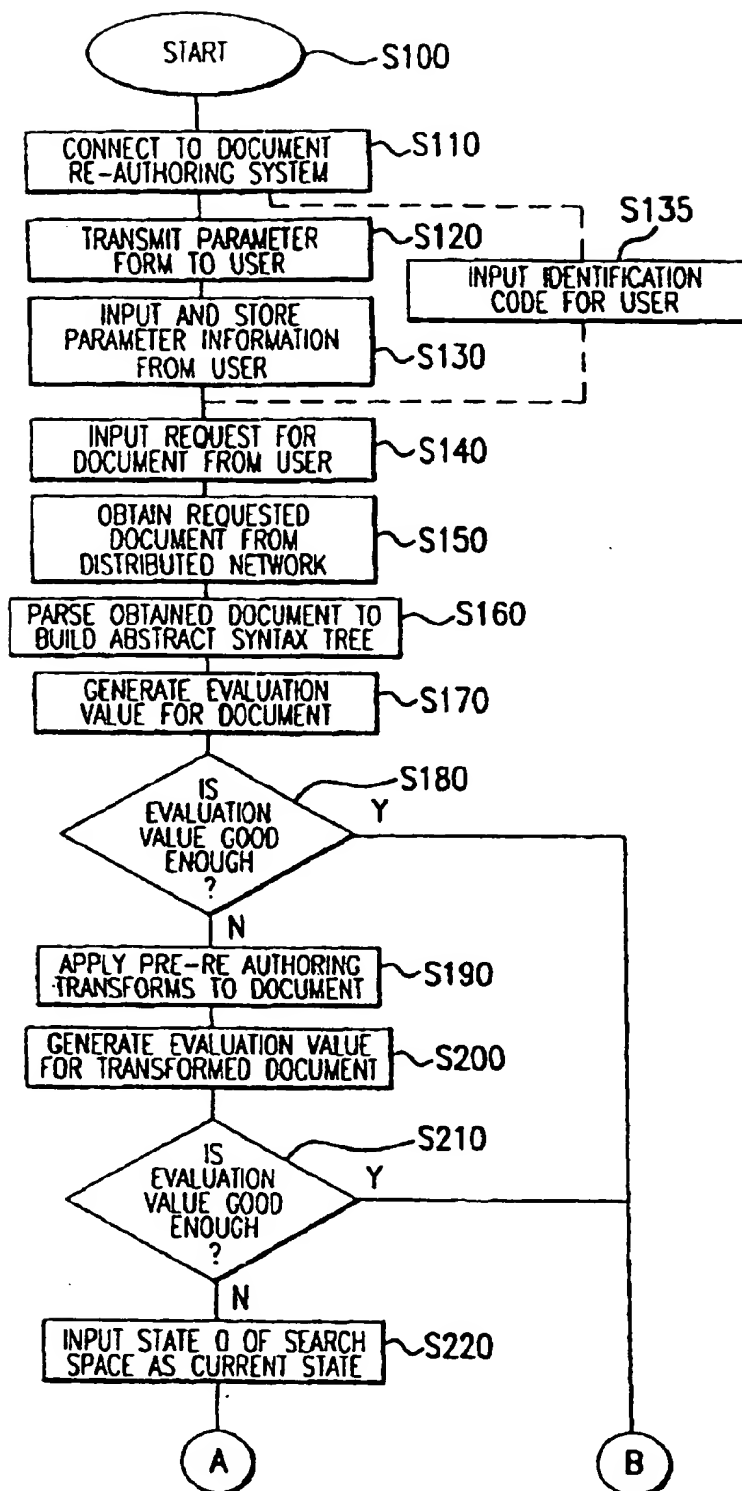 START
S100
CONNECT TO DOCUMENT
RE-AUTHORING SYSTEM
S110
TRANSMIT PARAMETER
FORM TO USER
S120
S135
INPUT IDENTIFICATION
CODE FOR USER
INPUT AND STORE
PARAMETER INFORMATION
FROM USER
S130
INPUT REQUEST FOR
DOCUMENT FROM USER
S140
OBTAIN REQUESTED
DOCUMENT FROM
DISTRIBUTED NETWORK
S150
PARSE OBTAINED DOCUMENT TO
BUILD ABSTRACT SYNTAX TREE
S160
GENERATE EVALUATION
VALUE FOR DOCUMENT
S170
S180
IS
EVALUATION
VALUE GOOD
ENOUGH
?
Y
N
APPLY PRE-RE AUTHORING
TRANSFORMS TO DOCUMENT
S190
GENERATE EVALUATION VALUE
FOR TRANSFORMED DOCUMENT
S200
S210
IS
EVALUATION
VALUE GOOD
ENOUGH
?
Y
N
INPUT STATE 0 OF SEARCH
SPACE AS CURRENT STATE
S220
A
B